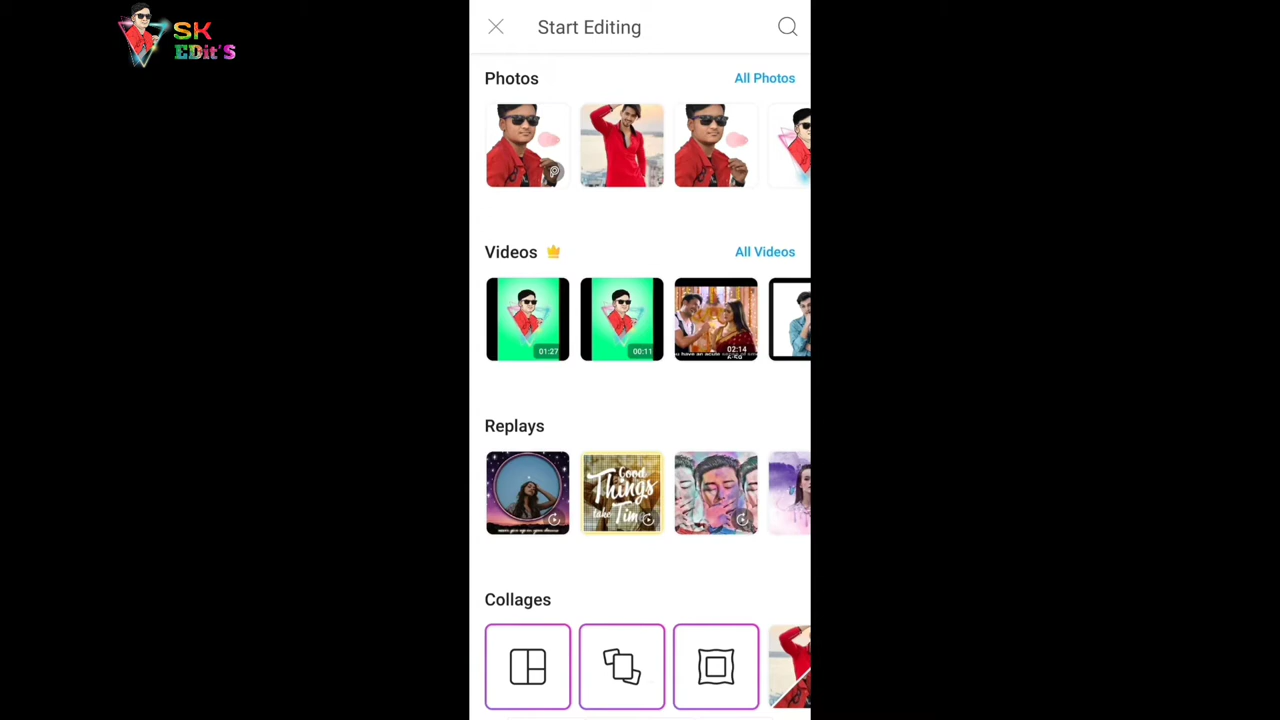 SK
EDit'S
Start Editing
Photos
All Photos
Videos
All Videos
01:27
00:11
02:14
Replays
Good
Things
take Time
Collages